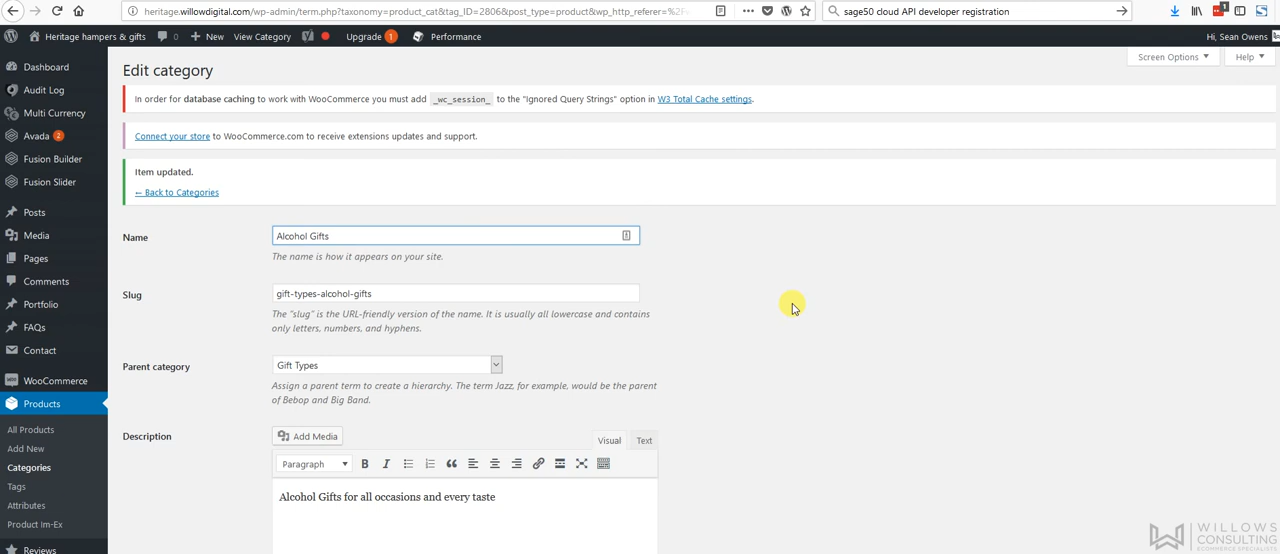 heritage.willowdigital.com/wp-admin/term.php?taxonomy=product_cat&tag_ID=2806&post_type=product&wp_http_referer=%2F
sage50 cloud API developer registration
1
Heritage hampers & gifts 0 + New View Category Upgrade 1 Performance Hi, Sean Owens
Screen Options ▼ Help ▼
Dashboard
Audit Log
Multi Currency
Avada 2
Fusion Builder
Fusion Slider
Posts
Media
Pages
Comments
Portfolio
FAQs
Contact
WooCommerce
Products
All Products
Add New
Categories
Tags
Attributes
Product Im-Ex
Reviews
Edit category
In order for database caching to work with WooCommerce you must add _wc_session_ to the "Ignored Query Strings" option in W3 Total Cache settings.
Connect your store to WooCommerce.com to receive extensions updates and support.
Item updated.
← Back to Categories
Name
Alcohol Gifts
The name is how it appears on your site.
Slug
gift-types-alcohol-gifts
The "slug" is the URL-friendly version of the name. It is usually all lowercase and contains
only letters, numbers, and hyphens.
Parent category
Gift Types
Assign a parent term to create a hierarchy. The term Jazz, for example, would be the parent
of Bebop and Big Band.
Description
Add Media
Visual Text
Paragraph ▼ B I
Alcohol Gifts for all occasions and every taste
WILLOWS
CONSULTING
ECOMMERCE SPECIALISTS